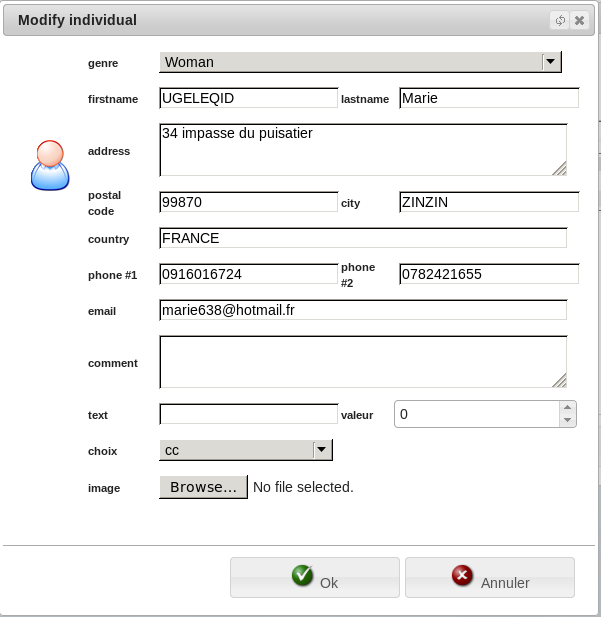 Modify individual
genre Woman
firstname UGELEQID lastname Marie
address 34 impasse du puisatier
postal code 99870 city ZINZIN
country FRANCE
phone #1 0916016724 phone #2 0782421655
email marie638@hotmail.fr
comment
text valeur 0
choix cc
image Browse... No file selected.
Ok Annuler